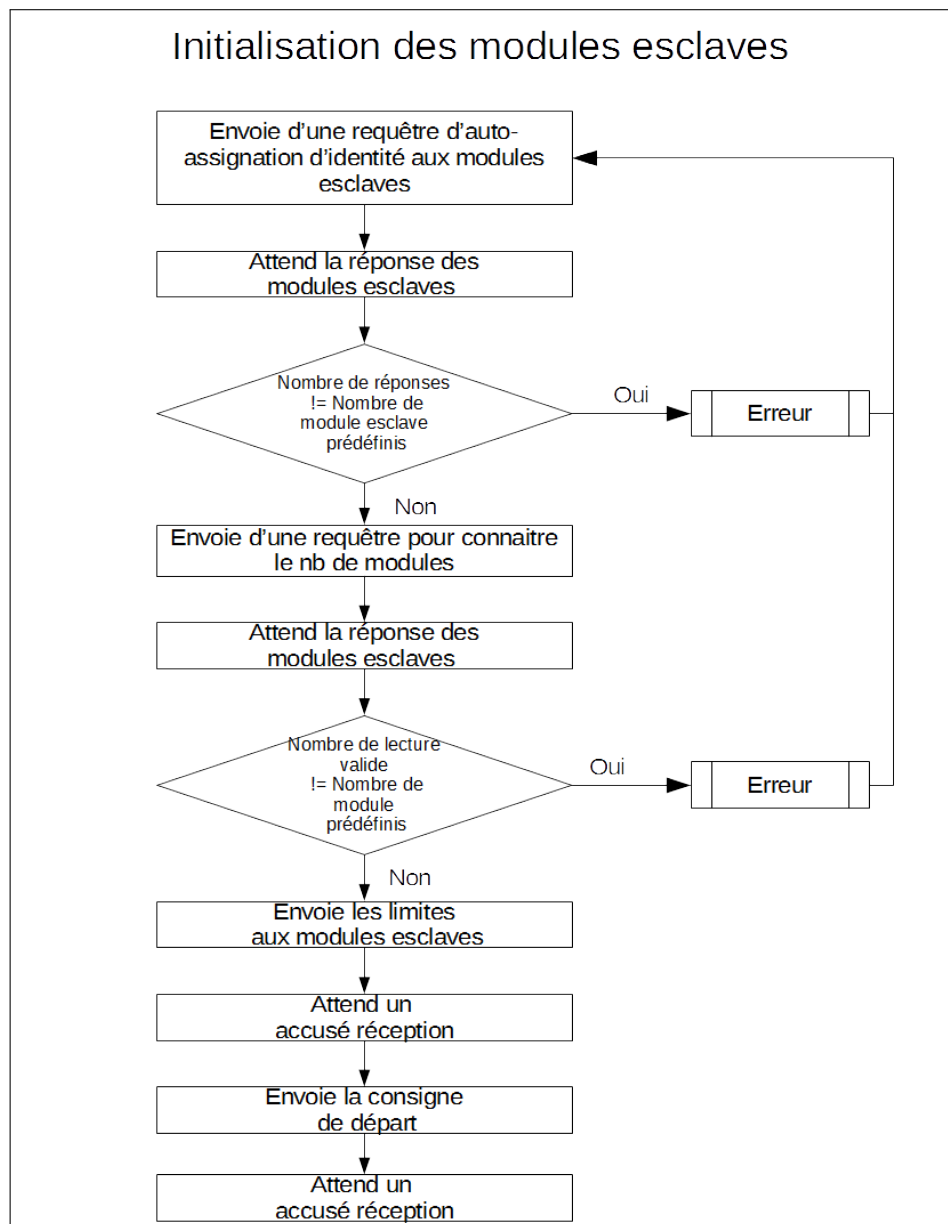 Initialisation des modules esclaves
Envoie d'une requêtre d'auto-
assignation d'identité aux modules
esclaves
Attend la réponse des
modules esclaves
Nombre de réponses
!= Nombre de
module esclave
prédéfinis
Oui
Erreur
Non
Envoie d'une requêtre pour connaitre
le nb de modules
Attend la réponse des
modules esclaves
Nombre de lecture
valide
!= Nombre de
module
prédéfinis
Oui
Erreur
Non
Envoie les limites
aux modules esclaves
Attend un
accusé réception
Envoie la consigne
de départ
Attend un
accusé réception